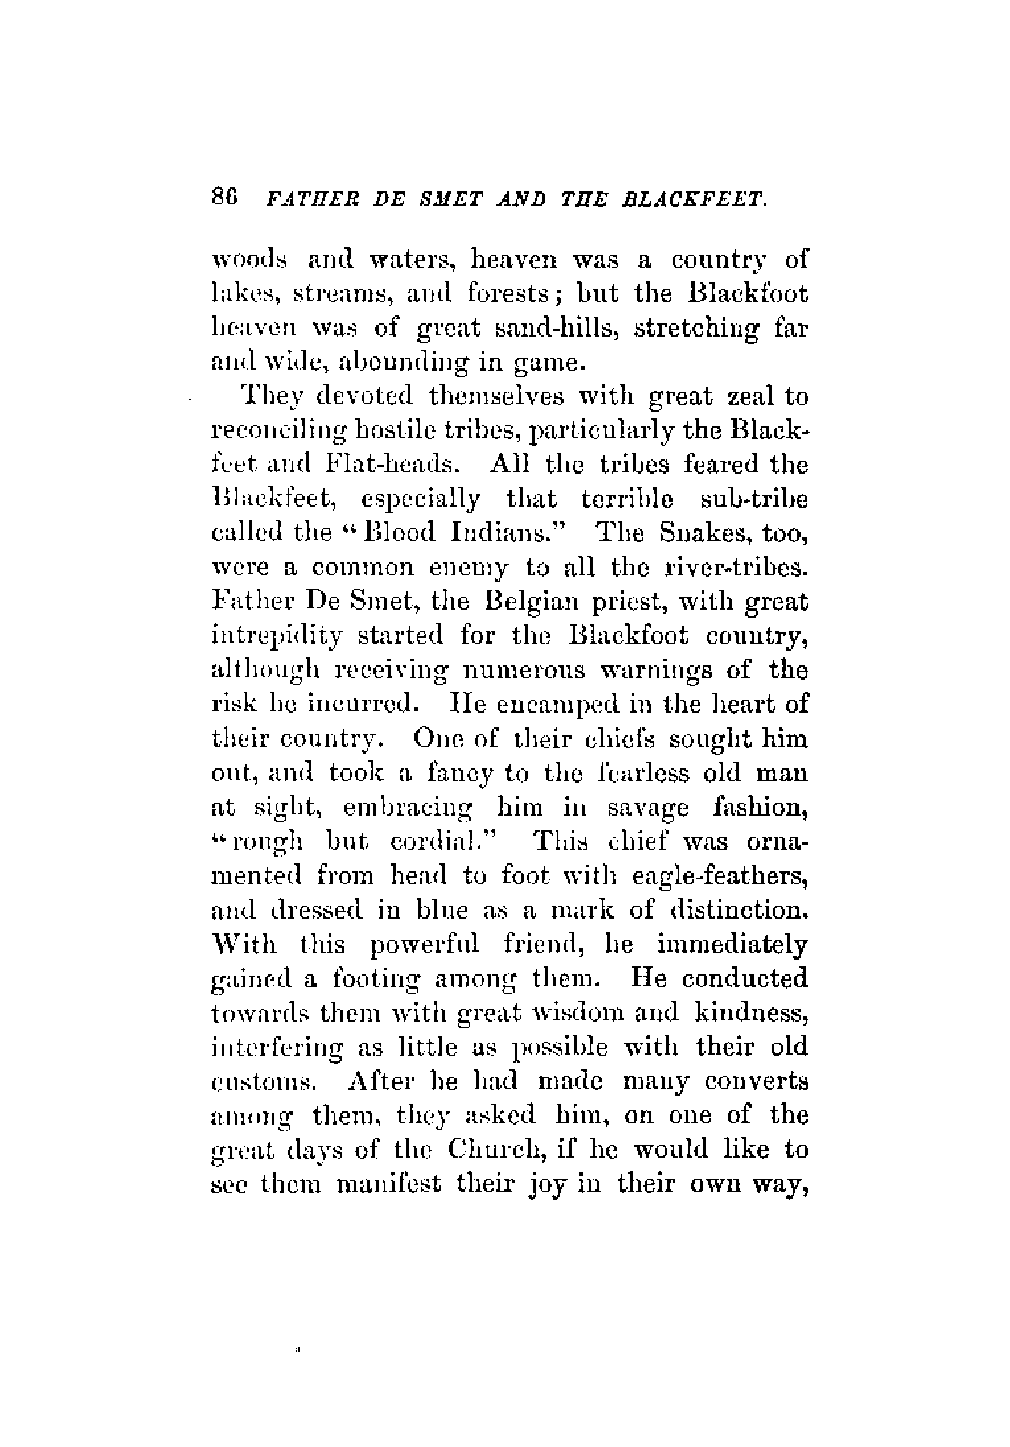 86 FATHER DE SMET AND THE BLACKFEET.
woods and waters, heaven was a country of
lakes, streams, and forests; but the Blackfoot
heaven was of great sand-hills, stretching far
and wide, abounding in game.
They devoted themselves with great zeal to
reconciling hostile tribes, particularly the Black-
feet and Flat-heads. All the tribes feared the
Blackfeet, especially that terrible sub-tribe
called the "Blood Indians." The Snakes, too,
were a common enemy to all the river-tribes.
Father De Smet, the Belgian priest, with great
intrepidity started for the Blackfoot country,
although receiving numerous warnings of the
risk he incurred. He encamped in the heart of
their country. One of their chiefs sought him
out, and took a fancy to the fearless old man
at sight, embracing him in savage fashion,
"rough but cordial." This chief was orna-
mented from head to foot with eagle-feathers,
and dressed in blue as a mark of distinction.
With this powerful friend, he immediately
gained a footing among them. He conducted
towards them with great wisdom and kindness,
interfering as little as possible with their old
customs. After he had made many converts
among them, they asked him, on one of the
great days of the Church, if he would like to
see them manifest their joy in their own way,